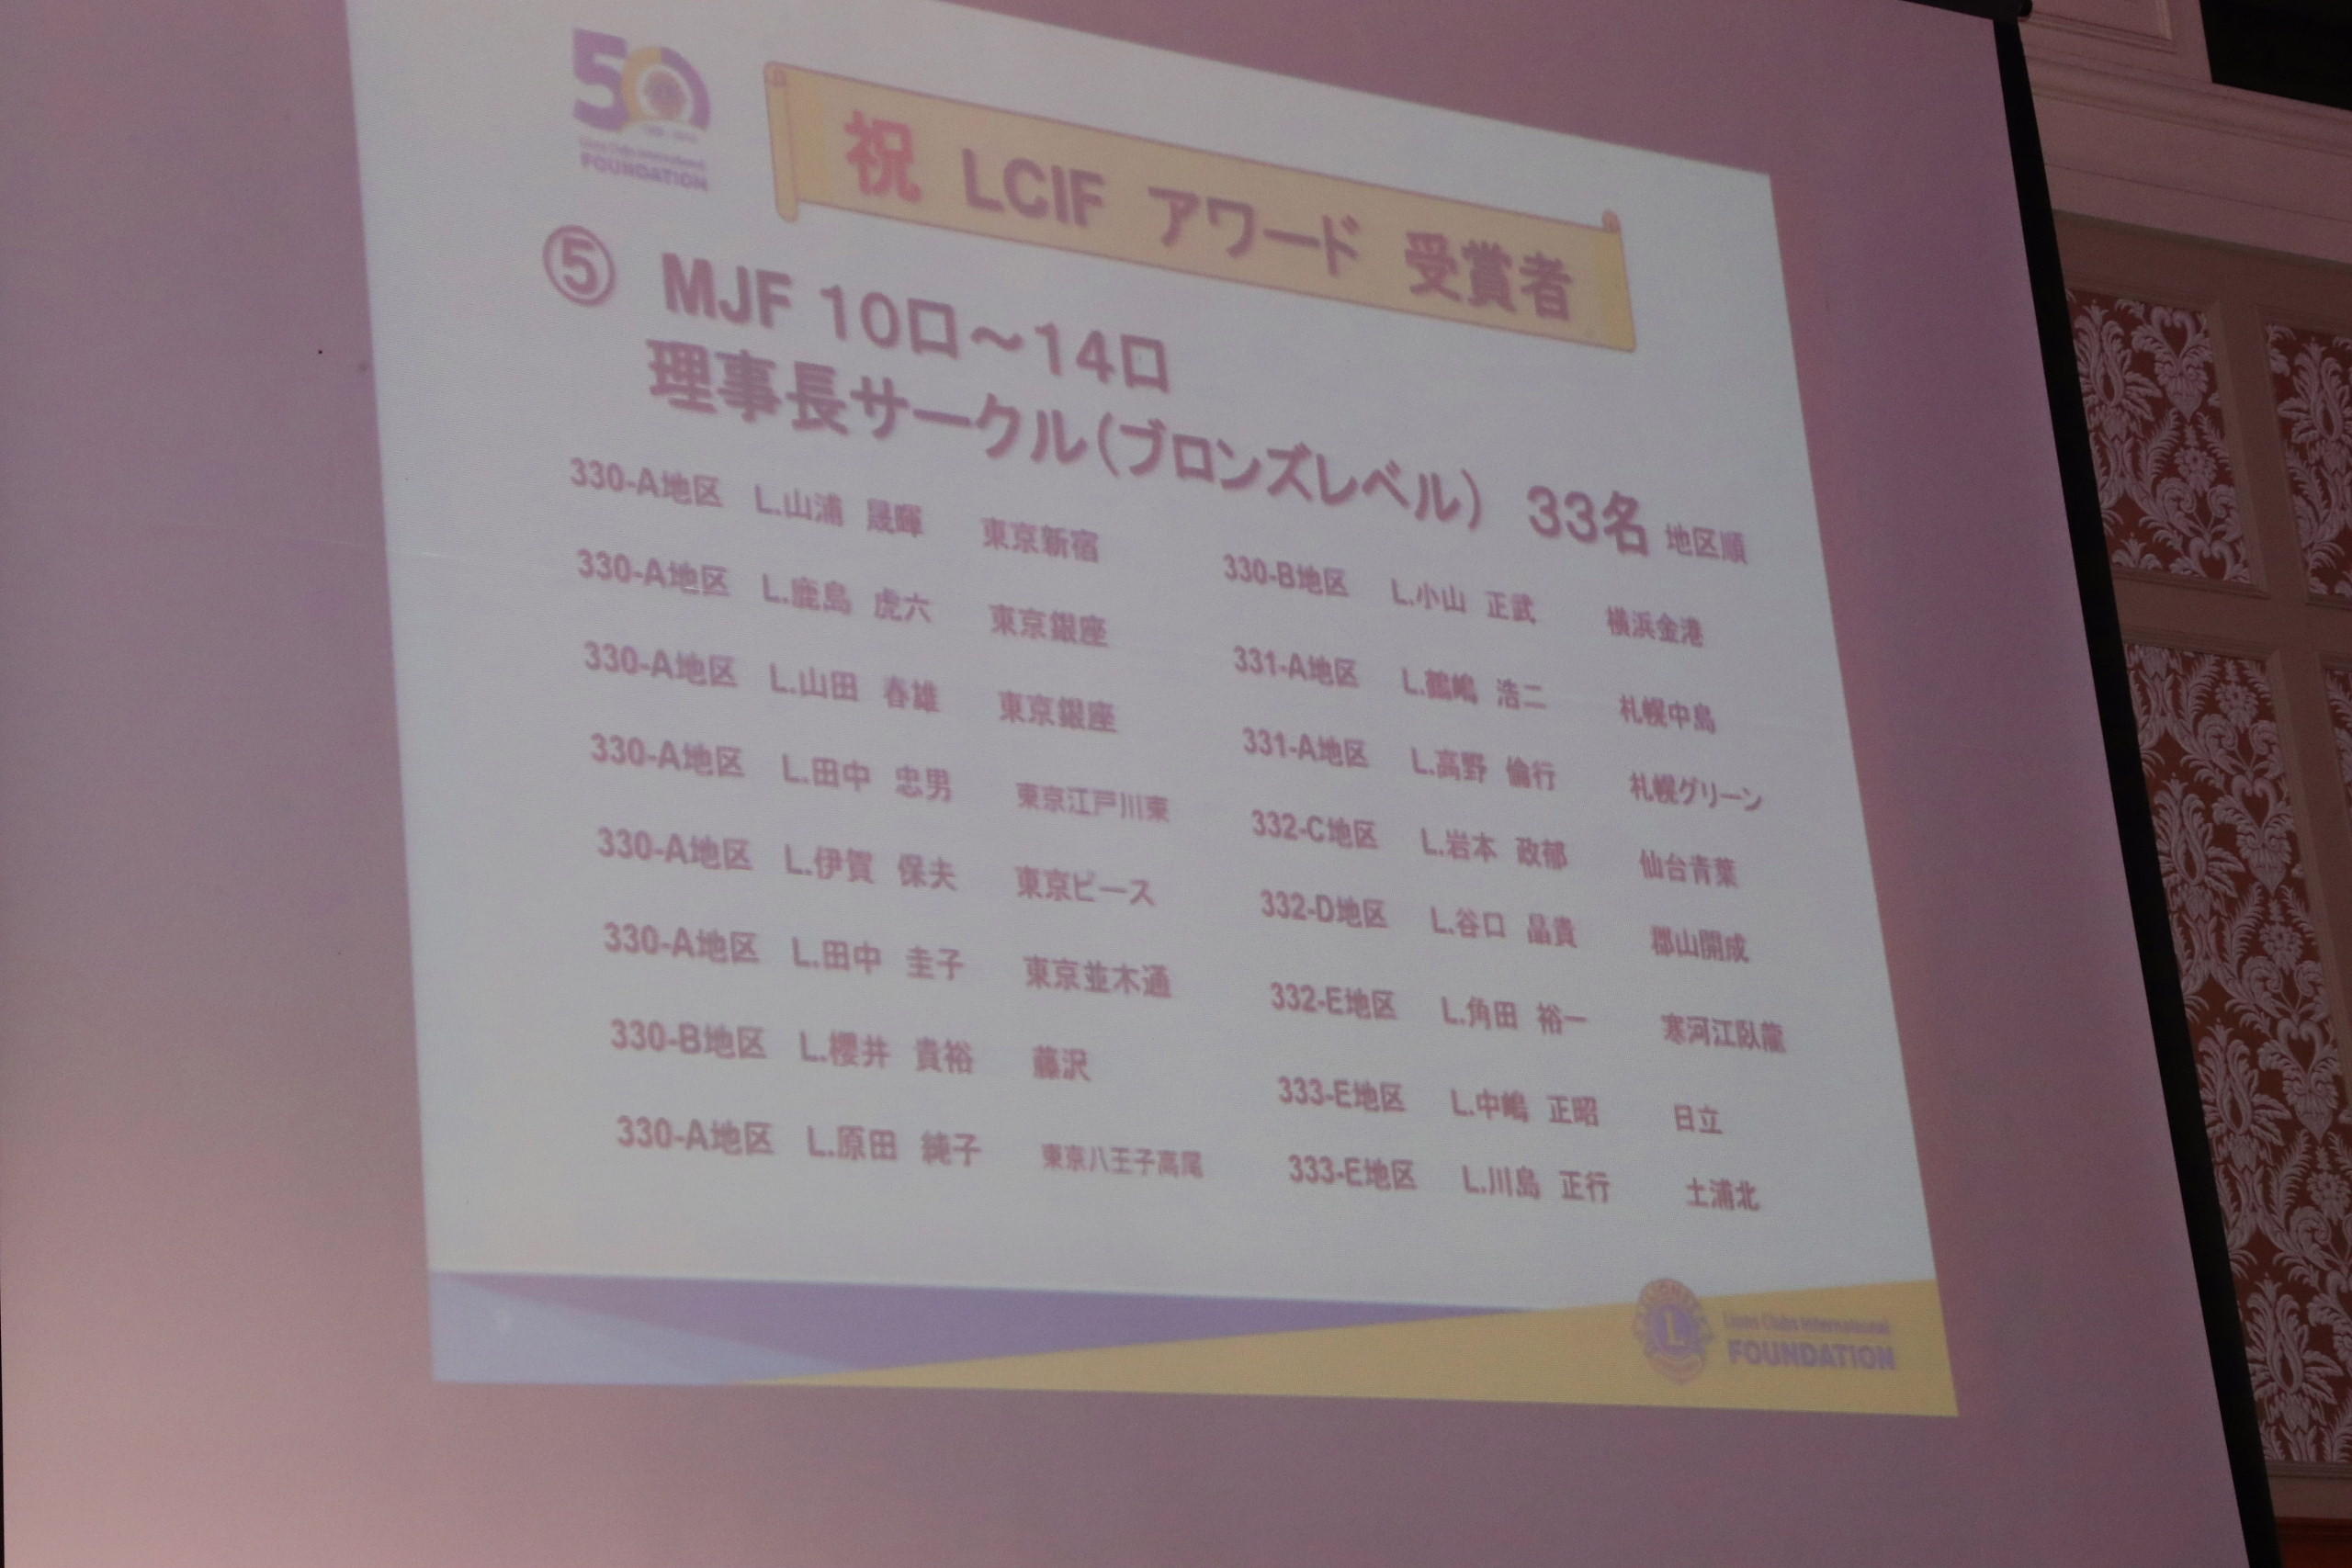 50
Lions Clubs International
FOUNDATION
祝 LCIF アワード 受賞者
⑤ MJF 10口～14口
理事長サークル(ブロンズレベル) 33名 地区順
330-A地区 L.山浦 晟暉 東京新宿
330-A地区 L.鹿島 虎六 東京銀座
330-A地区 L.山田 春雄 東京銀座
330-A地区 L.田中 忠男 東京江戸川東
330-A地区 L.伊賀 保夫 東京ピース
330-A地区 L.田中 圭子 東京並木通
330-B地区 L.櫻井 貴裕 藤沢
330-A地区 L.原田 純子 東京八王子高尾
330-B地区 L.小山 正武 横浜金港
331-A地区 L.鶴嶋 浩二 札幌中島
331-A地区 L.高野 倫行 札幌グリーン
332-C地区 L.岩本 政郁 仙台青葉
332-D地区 L.谷口 晶貴 郡山開成
332-E地区 L.角田 裕一 寒河江臥龍
333-E地区 L.中嶋 正昭 日立
333-E地区 L.川島 正行 土浦北
L
Lions Clubs International
FOUNDATION